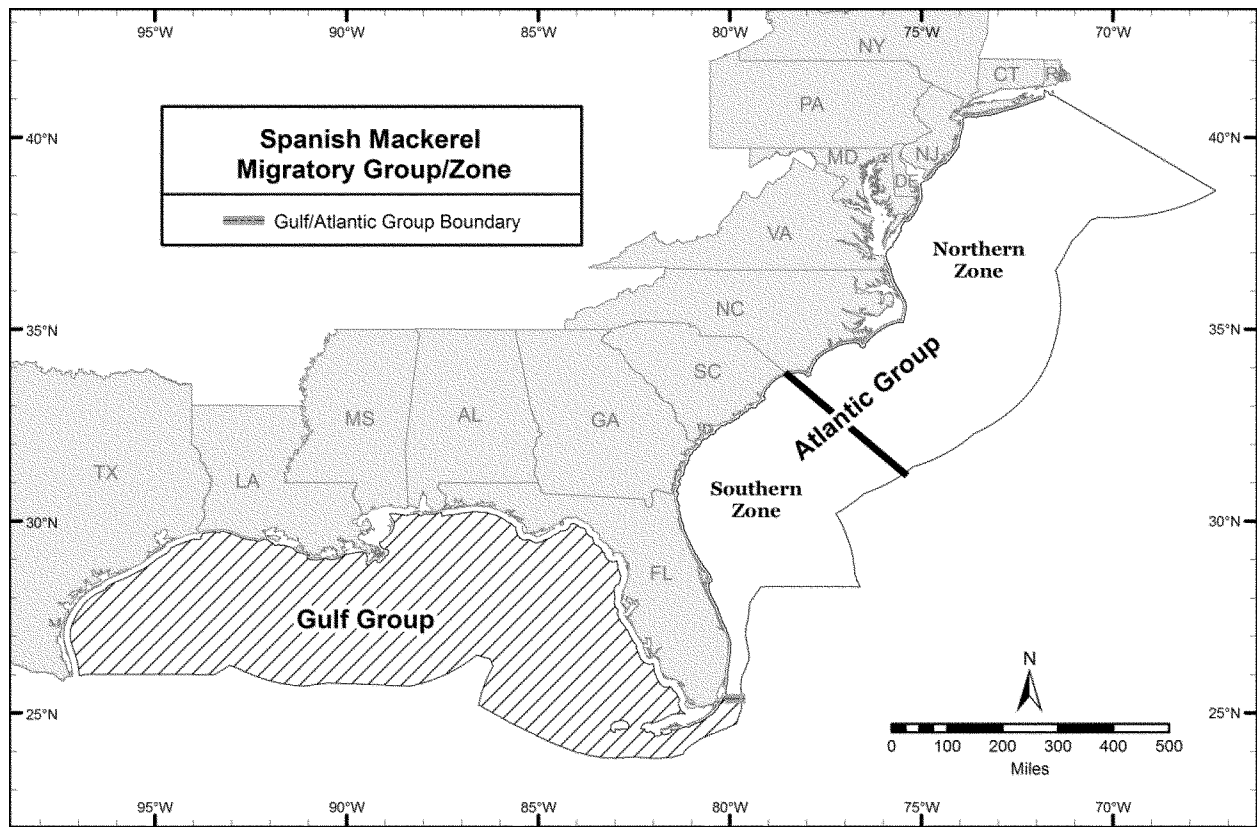 95°W 90°W 85°W 80°W 75°W 70°W
Spanish Mackerel
Migratory Group/Zone
Gulf/Atlantic Group Boundary
NY
CT
PA
40°N
40°N
MD
NJ
DE
VA
Northern
Zone
NC
35°N
35°N
SC
Atlantic Group
MS
AL
GA
TX
LA
Southern
Zone
30°N
30°N
FL
Gulf Group
N
25°N
25°N
0 100 200 300 400 500
Miles
95°W 90°W 85°W 80°W 75°W 70°W